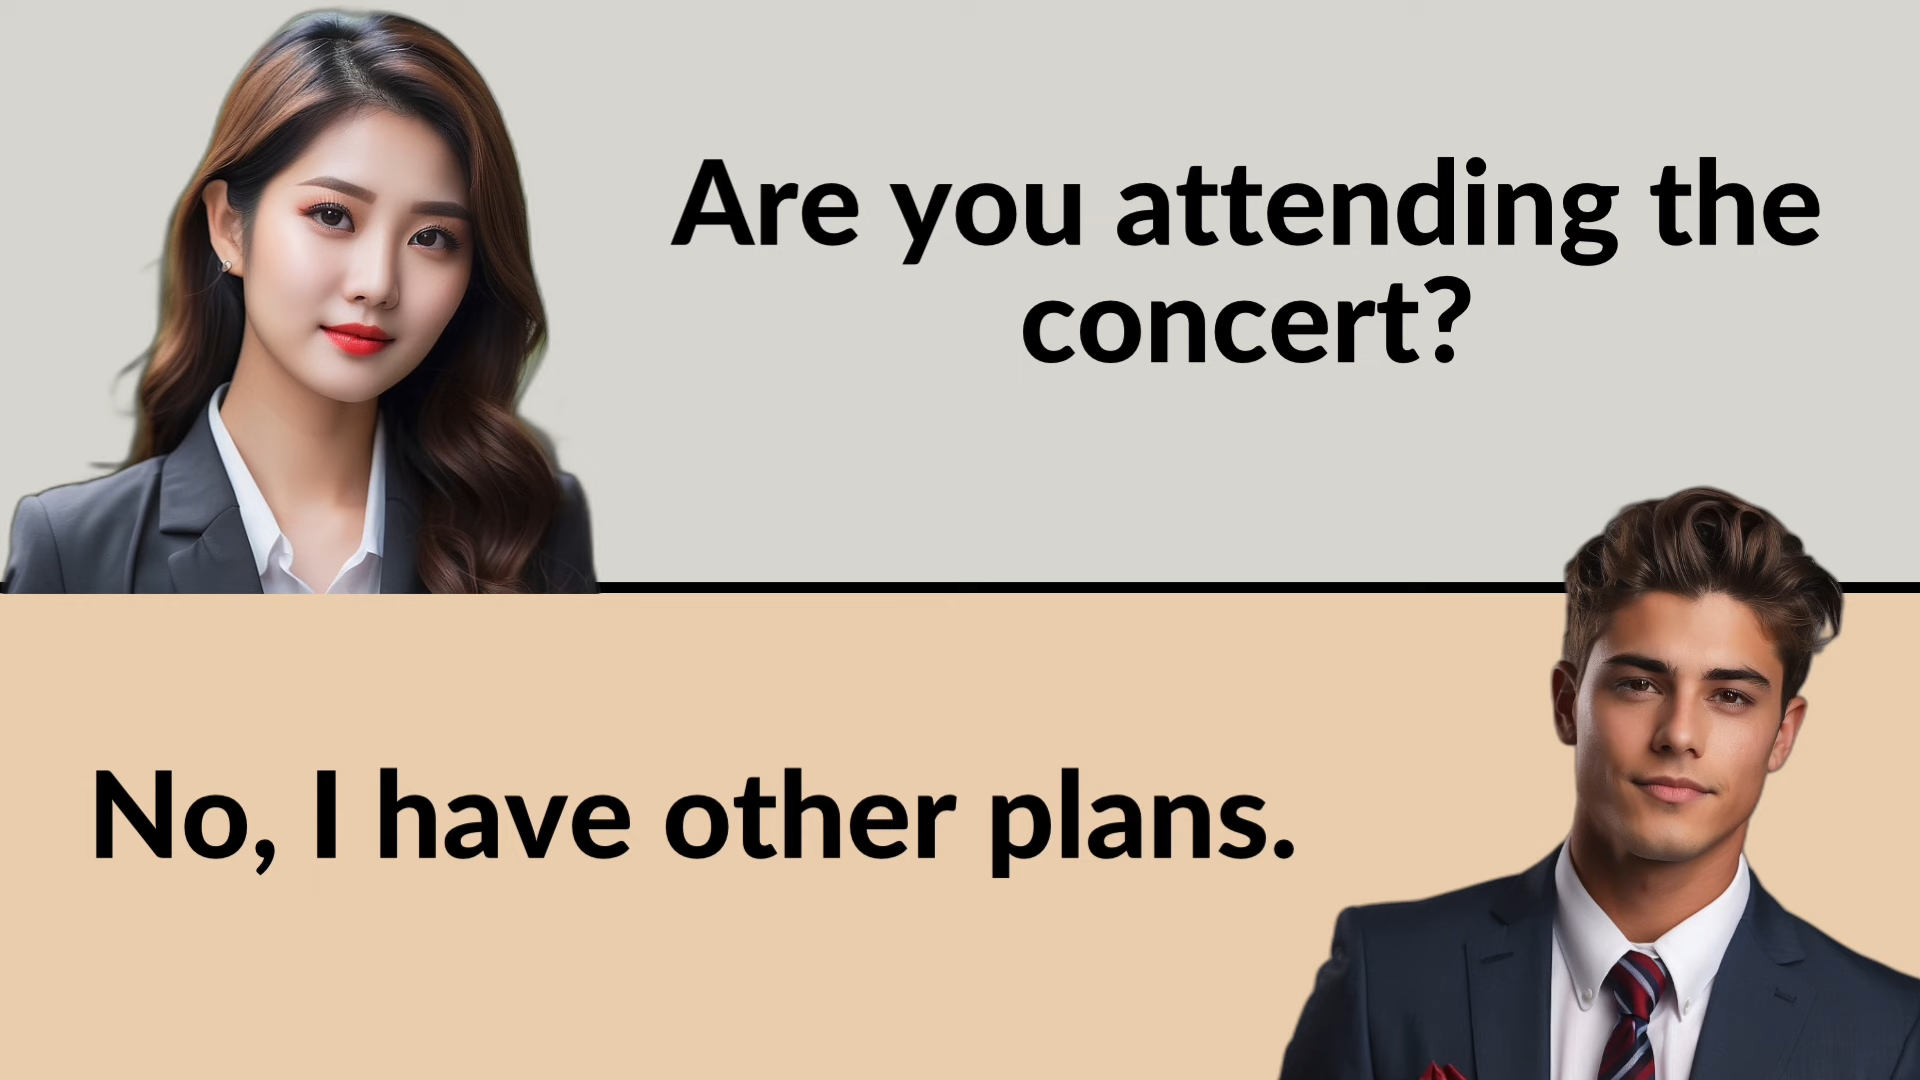 Are you attending the
concert?
No, I have other plans.